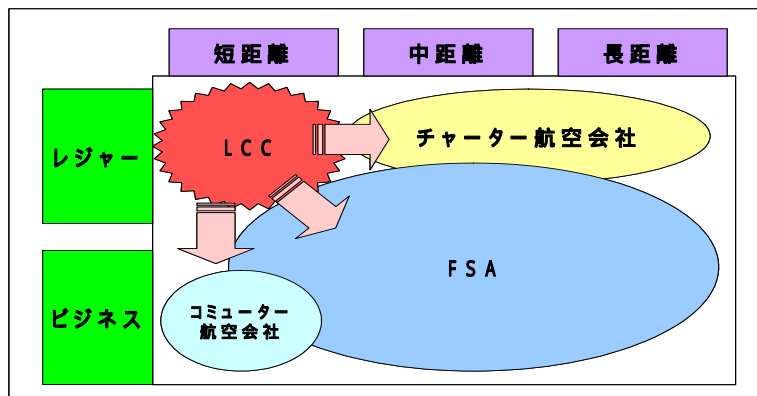 短距離
中距離
長距離
レジャー
LCC
チャーター航空会社
FSA
ビジネス
コミューター
航空会社